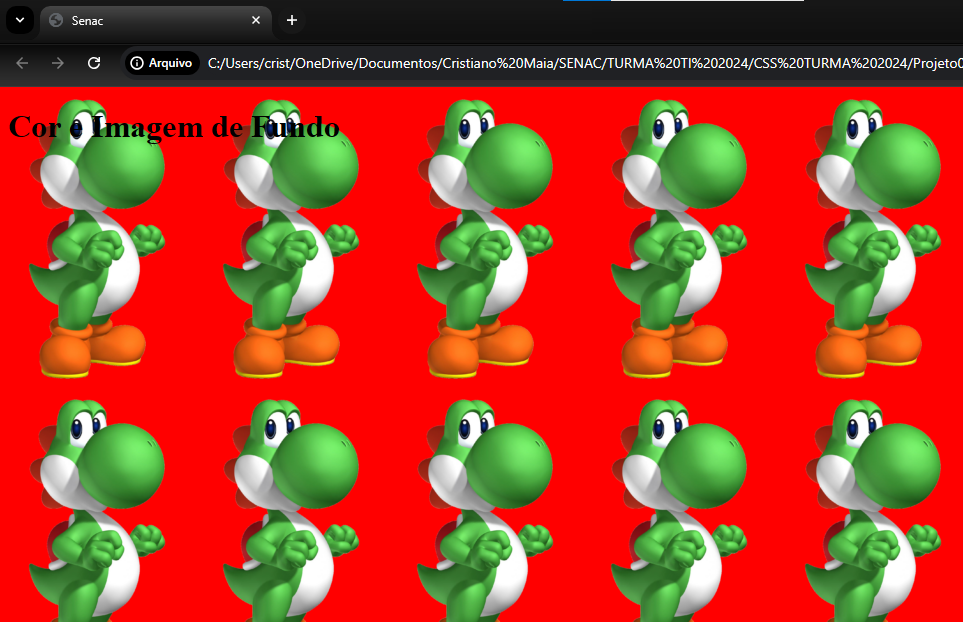 Senac
Arquivo C:/Users/crist/OneDrive/Documentos/Cristiano%20Maia/SENAC/TURMA%20TI%202024/CSS%20TURMA%202024/Projeto0
Cor e Imagem de Fundo